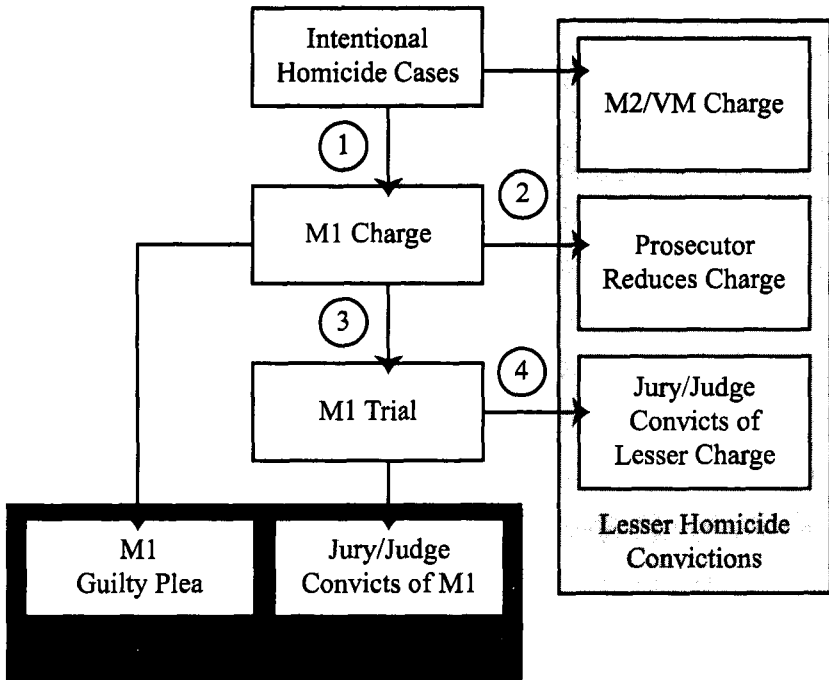 Intentional
Homicide Cases
M2/VM Charge
1
2
M1 Charge
Prosecutor
Reduces Charge
3
4
M1 Trial
Jury/Judge
Convicts of
Lesser Charge
M1
Guilty Plea
Jury/Judge
Convicts of M1
Lesser Homicide
Convictions